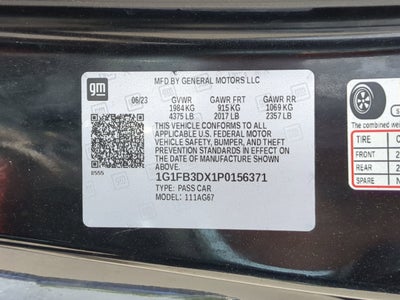 gm
MFD.BY GENERAL MOTORS LLC
06/23 GVWR GAWR FRT GAWR RR
1984 KG 915 KG 1069 KG
4375 LB 2017 LB 2357 LB
THIS VEHICLE CONFORMS TO ALL
APPLICABLE U.S. FEDERAL MOTOR
VEHICLE SAFETY, BUMPER, AND THEFT
PREVENTION STANDARDS IN EFFECT ON
THE DATE OF MANUFACTURE SHOWN
ABOVE.
1G1FB3DX1P0156371
TYPE: PASS CAR
MODEL: 111AG67
The combined
TIRE
FRONT
REAR